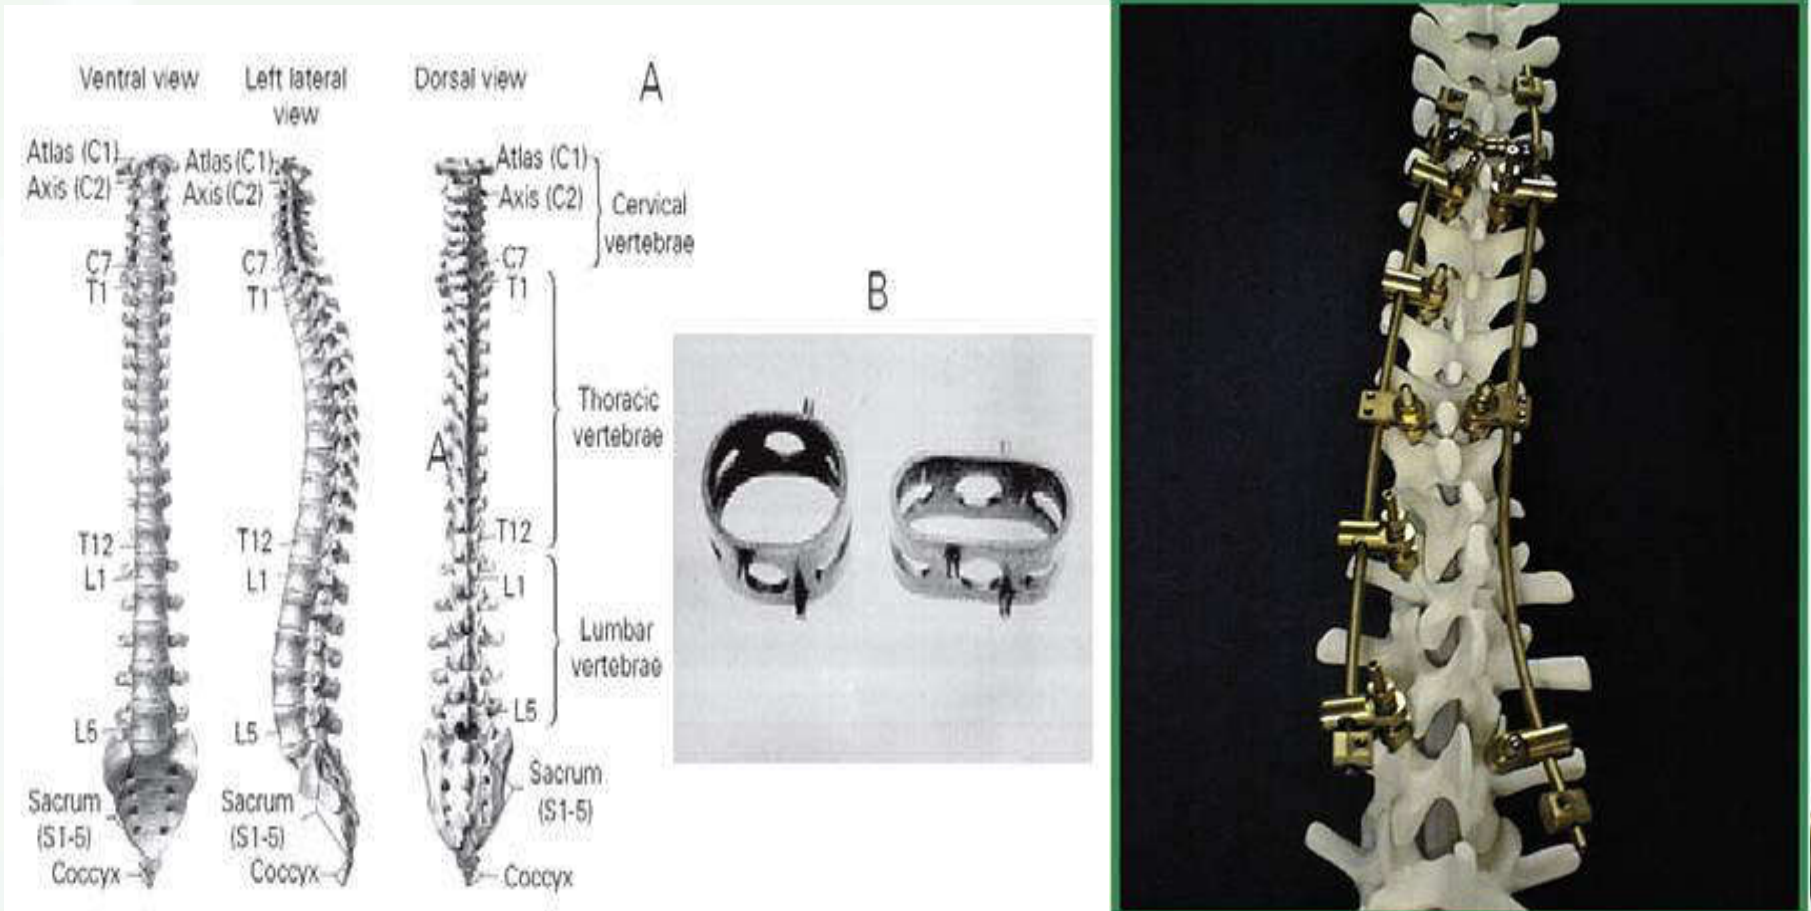 Ventral view
Left lateral
view
Dorsal view
A
Atlas (C1)
Axis (C2)
C7
T1
T12
L1
L5
Sacrum
(S1-5)
Coccyx
Atlas (C1)
Axis (C2)
C7
T1
T12
L1
L5
Sacrum
(S1-5)
Coccyx
Atlas (C1)
Axis (C2)
C7
T1
A
T12
L1
L5
Sacrum
(S1-5)
Coccyx
Cervical
vertebrae
Thoracic
vertebrae
Lumbar
vertebrae
B